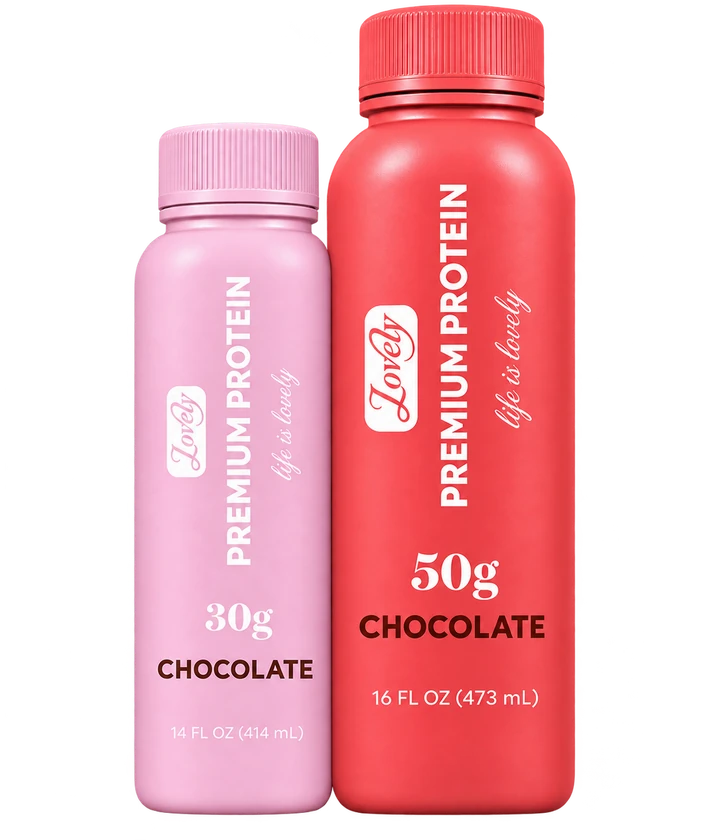 Lovely
PREMIUM PROTEIN
life is lovely
30g
CHOCOLATE
14 FL OZ (414 mL)
Lovely
PREMIUM PROTEIN
life is lovely
50g
CHOCOLATE
16 FL OZ (473 mL)